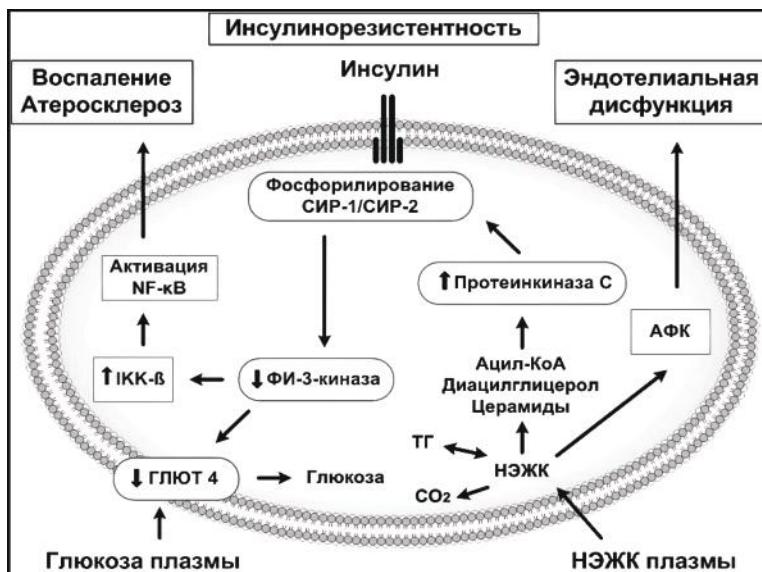 Инсулинорезистентность
Воспаление
Атеросклероз
Инсулин
Эндотелиальная
дисфункция
Фосфорилирование
СИР-1/СИР-2
Активация
NF-κB
↑ Протеинкиназа С
АФК
↑ IKK-ß
↓ ФИ-3-киназа
Ацил-КоА
Диацилглицерол
Церамиды
ТГ
НЭЖК
CO₂
↓ ГЛЮТ 4
Глюкоза
Глюкоза плазмы
НЭЖК плазмы